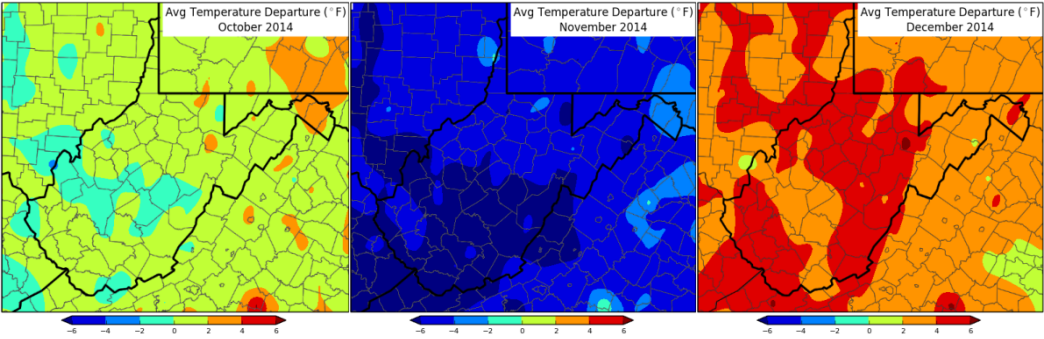 Avg Temperature Departure (°F)
October 2014
Avg Temperature Departure (°F)
November 2014
Avg Temperature Departure (°F)
December 2014
−6 −4 −2 0 2 4 6
−6 −4 −2 0 2 4 6
−6 −4 −2 0 2 4 6